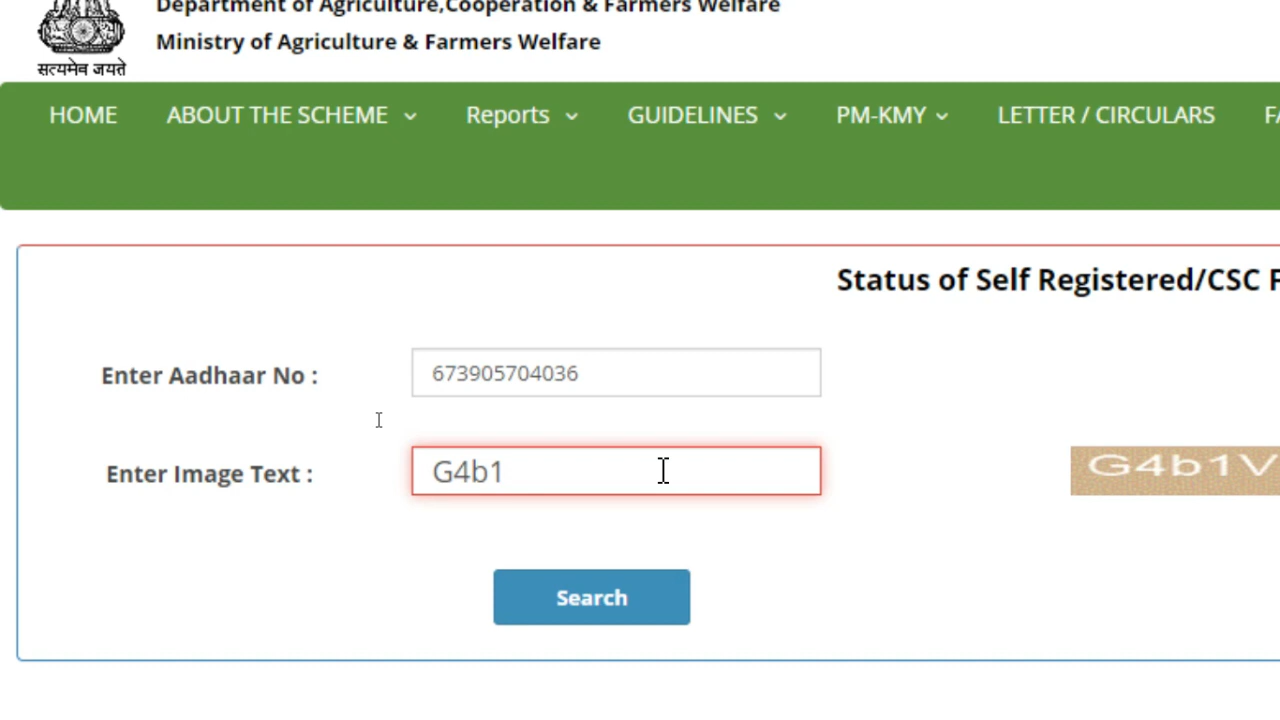 Department of Agriculture,Cooperation & Farmers Welfare
Ministry of Agriculture & Farmers Welfare
सत्यमेव जयते
HOME ABOUT THE SCHEME Reports GUIDELINES PM-KMY LETTER / CIRCULARS FA
Status of Self Registered/CSC F
Enter Aadhaar No : 673905704036
Enter Image Text : G4b1 G4b1V
Search